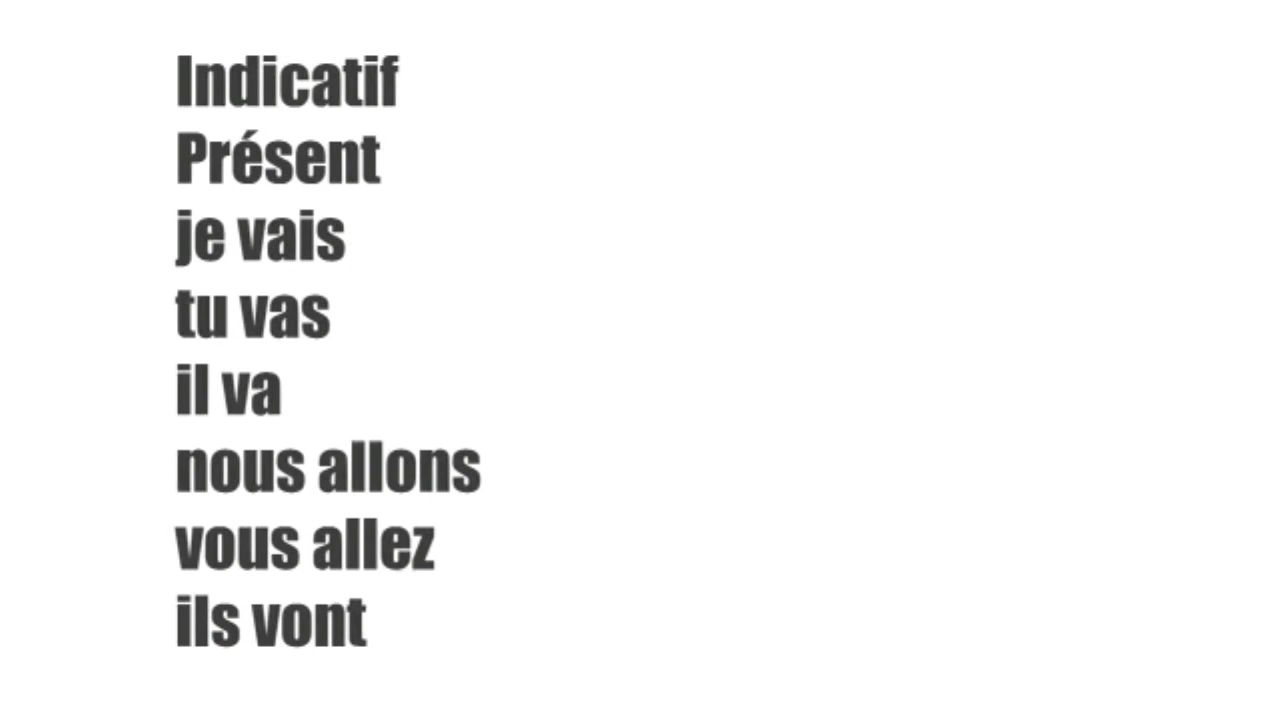 Indicatif
Présent
je vais
tu vas
il va
nous allons
vous allez
ils vont